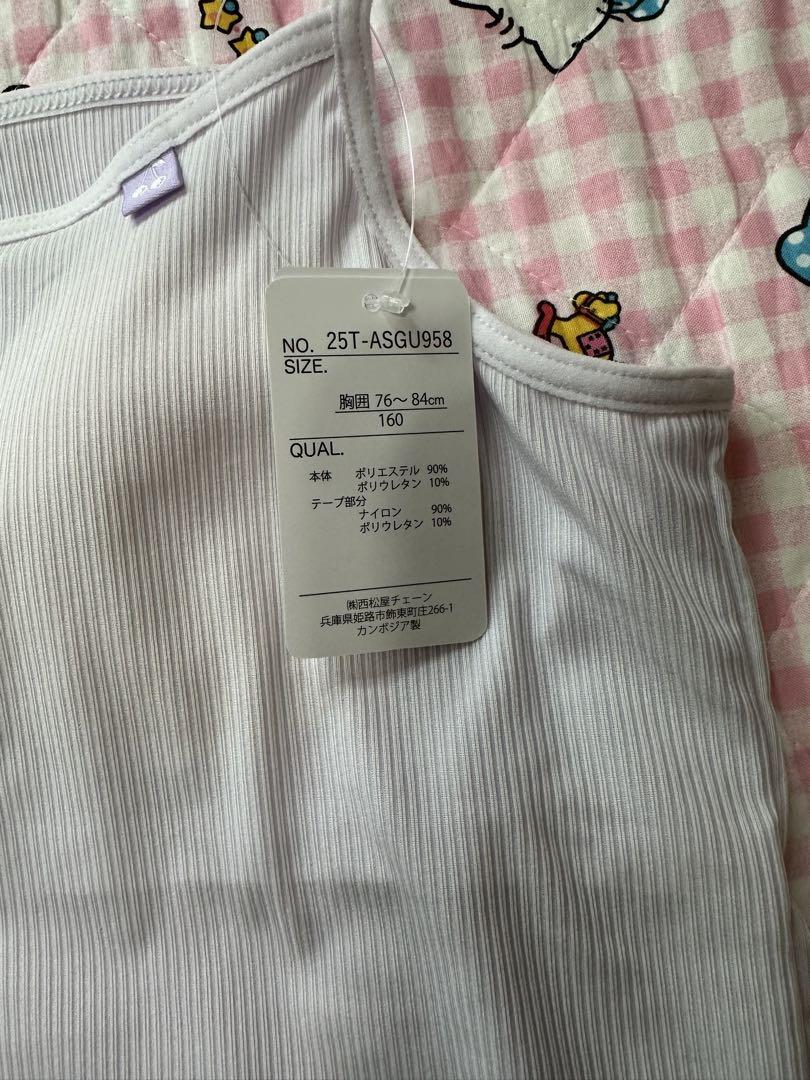 NO. 25T-ASGU958
SIZE.
胸囲 76〜84cm
160
QUAL.
本体 ポリエステル 90%
ポリウレタン 10%
テープ部分
ナイロン 90%
ポリウレタン 10%
㈱西松屋チェーン
兵庫県姫路市飾東町庄266-1
カンボジア製